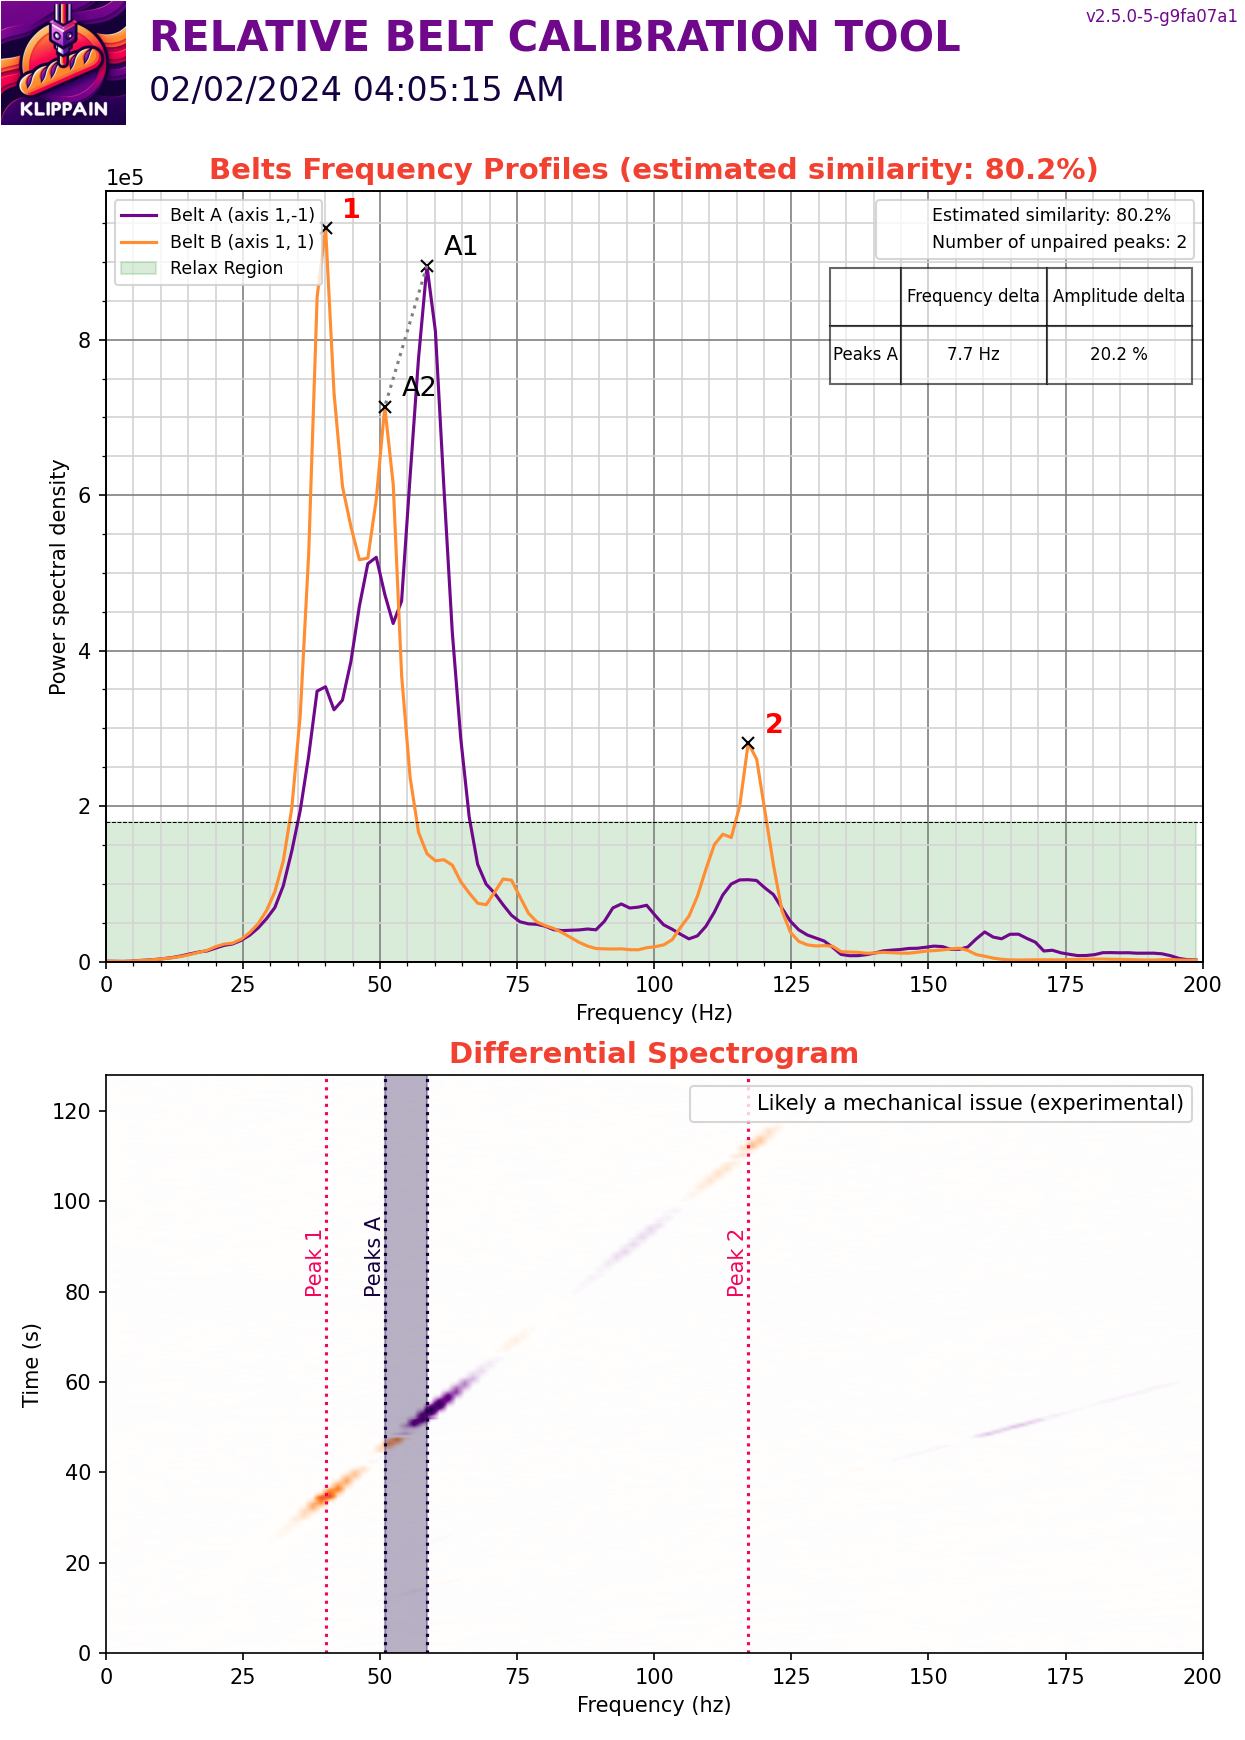 KLIPPAIN
RELATIVE BELT CALIBRATION TOOL
02/02/2024 04:05:15 AM
v2.5.0-5-g9fa07a1
Belts Frequency Profiles (estimated similarity: 80.2%)
1e5
Belt A (axis 1,-1)
Belt B (axis 1, 1)
Relax Region
1
A1
A2
2
Estimated similarity: 80.2%
Number of unpaired peaks: 2
Frequency delta Amplitude delta
Peaks A 7.7 Hz 20.2 %
Power spectral density
8
6
4
2
0
0 25 50 75 100 125 150 175 200
Frequency (Hz)
Differential Spectrogram
Likely a mechanical issue (experimental)
Peak 1
Peaks A
Peak 2
Time (s)
120
100
80
60
40
20
0
0 25 50 75 100 125 150 175 200
Frequency (hz)